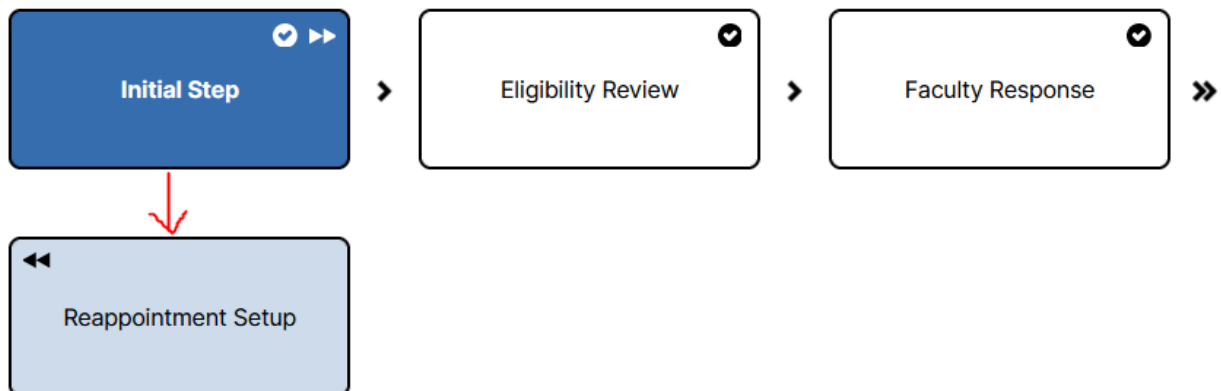 Initial Step
Eligibility Review
Faculty Response
Reappointment Setup